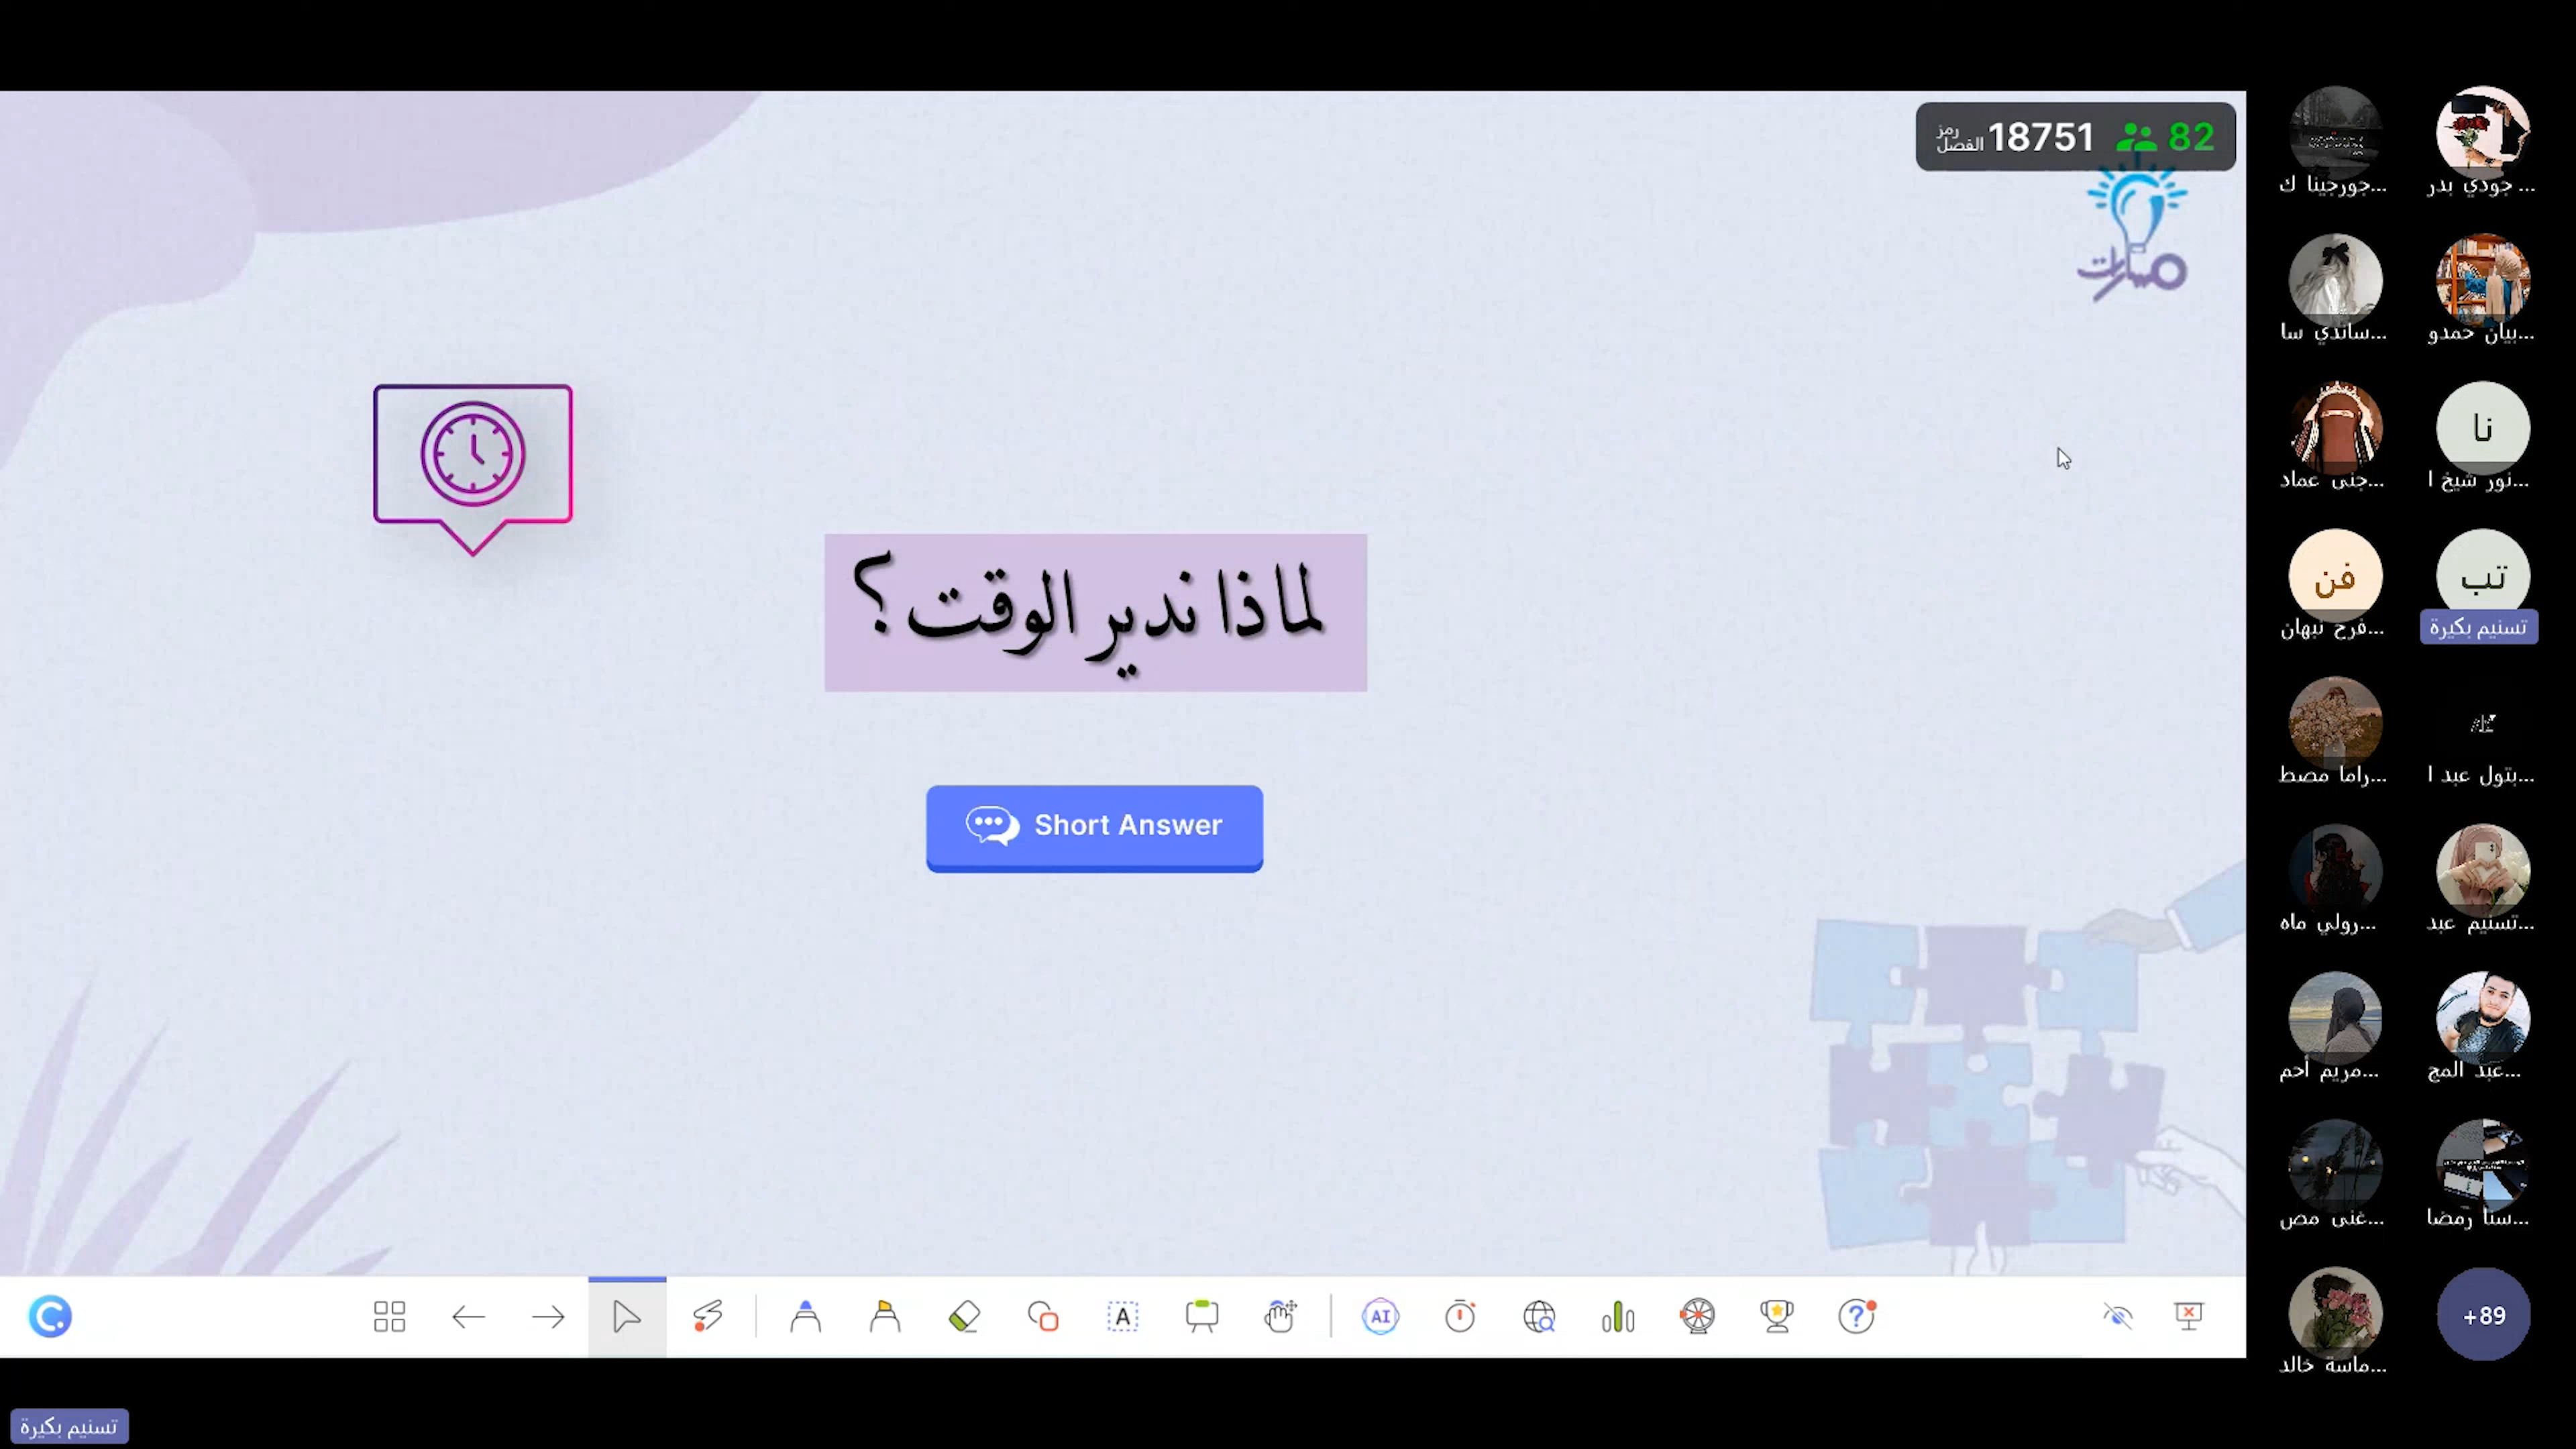 رمز الفصل 18751 82
مسارات
لماذا ندير الوقت ؟
Short Answer
A
AI
جورجينا ك...
جودي بدر ...
ساندي سا...
بيان حمدو...
جنى عماد...
نا
نور شيخ ا...
فن
فرح نبهان...
تب
تسنيم بكيرة
راما مصط...
بتول عبد ا...
رولي ماه...
تسنيم عبد...
مريم أحم...
عبد المج...
غنى مص...
سنا رمضا...
ماسة خالد...
+89
تسنيم بكيرة